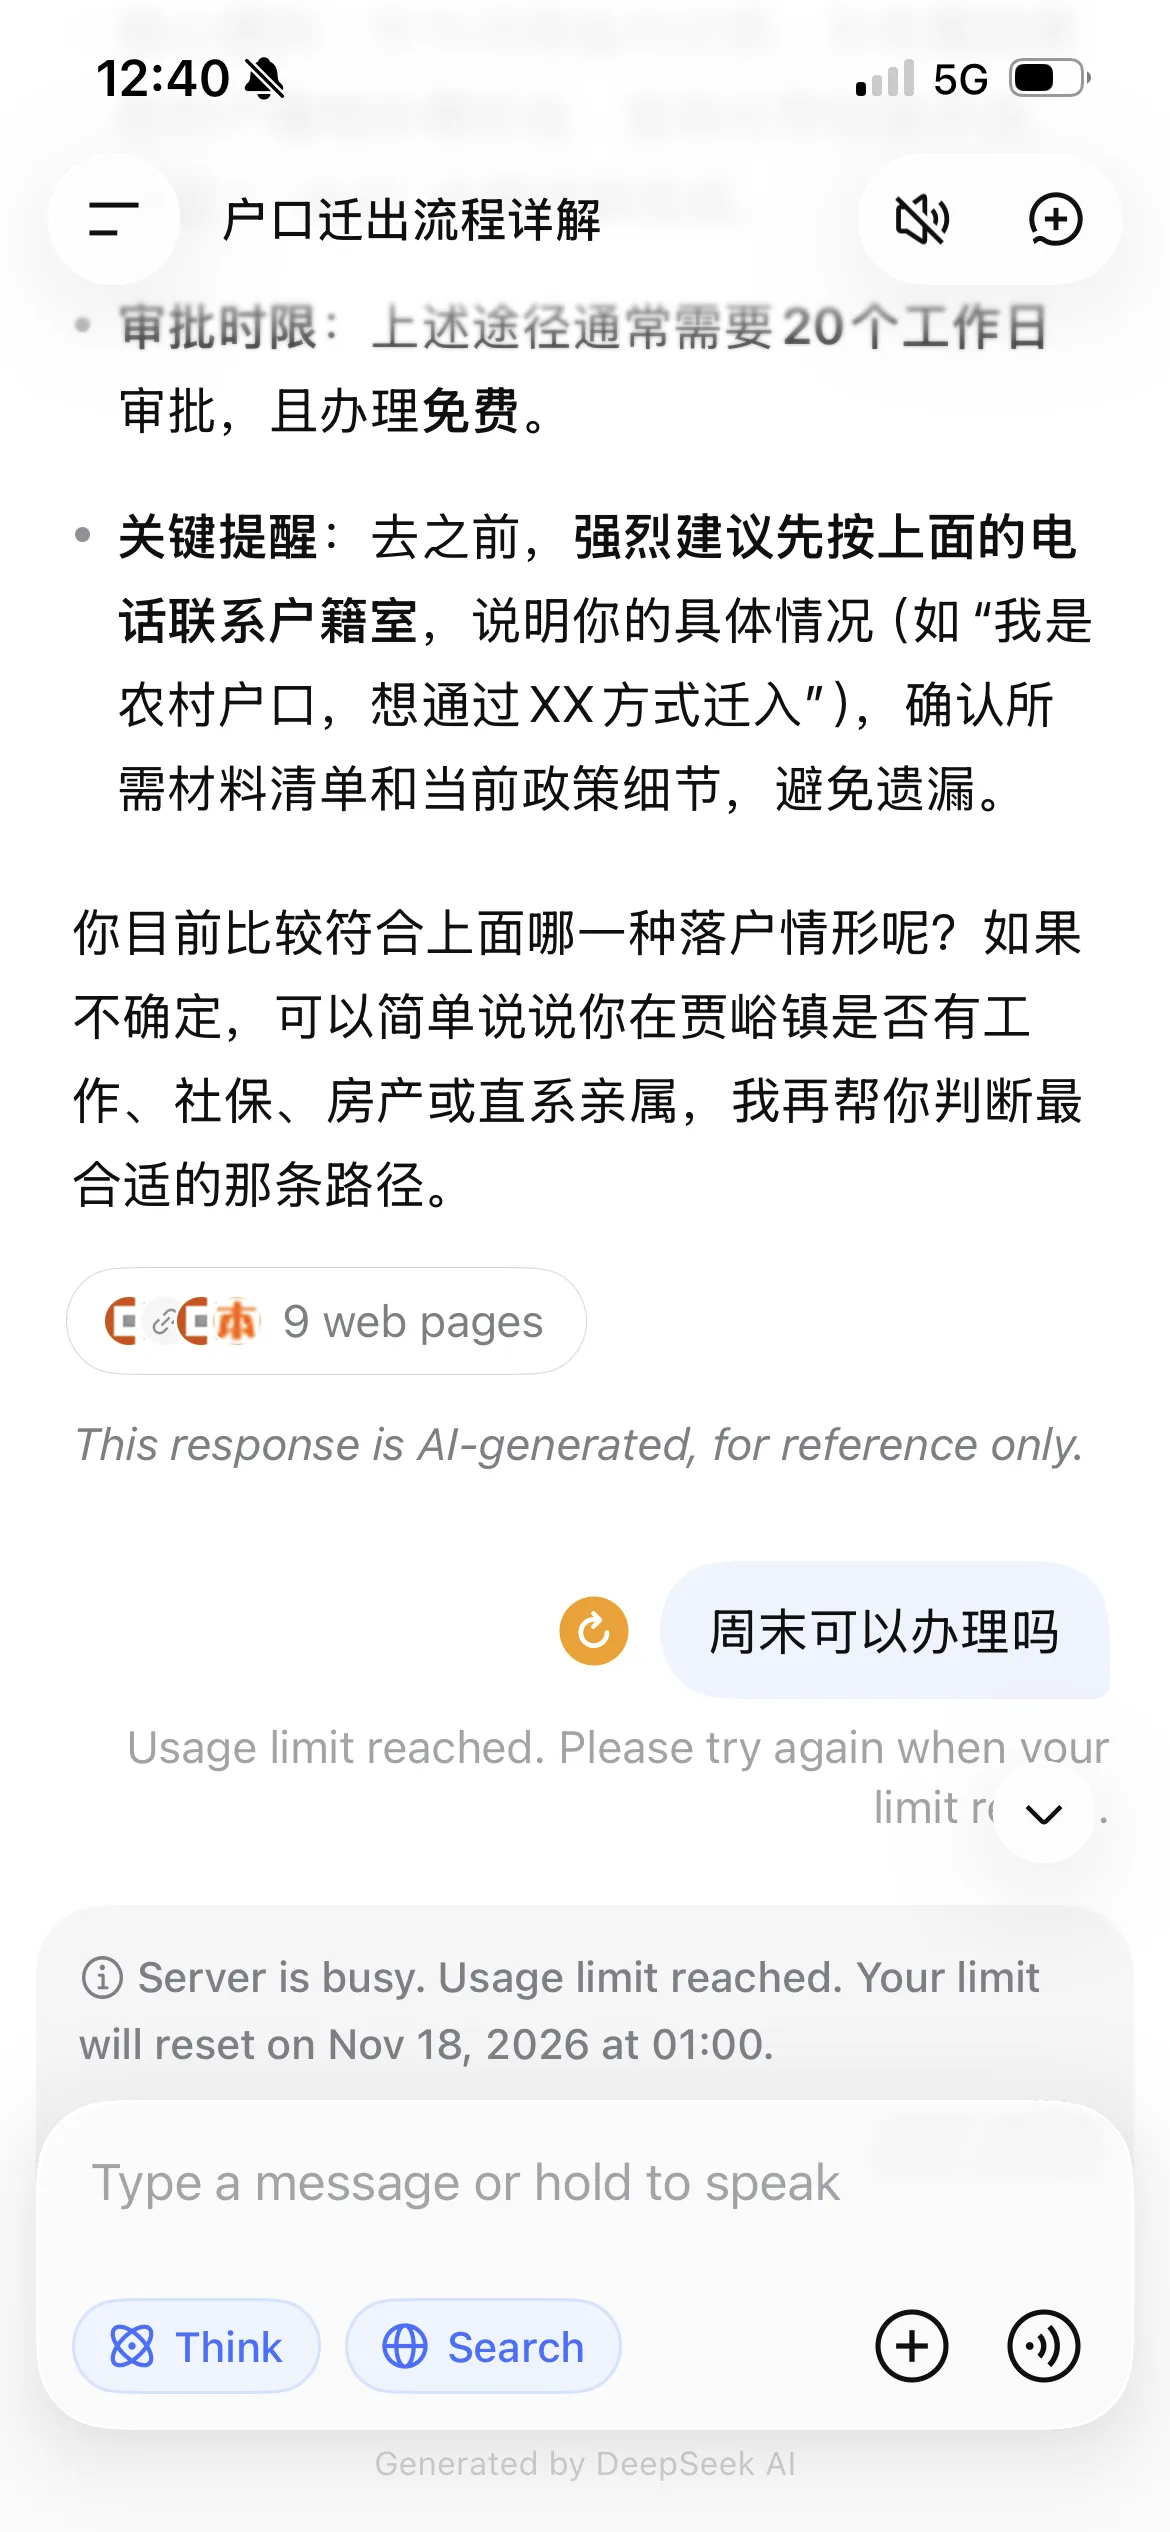 12:40
5G
户口迁出流程详解
审批时限：上述途径通常需要20个工作日
审批，且办理免费。
关键提醒：去之前，强烈建议先按上面的电
话联系户籍室，说明你的具体情况（如“我是
农村户口，想通过XX方式迁入”），确认所
需材料清单和当前政策细节，避免遗漏。
你目前比较符合上面哪一种落户情形呢？如果
不确定，可以简单说说你在贾峪镇是否有工
作、社保、房产或直系亲属，我再帮你判断最
合适的那条路径。
9 web pages
This response is AI-generated, for reference only.
周末可以办理吗
Usage limit reached. Please try again when your
limit
Server is busy. Usage limit reached. Your limit
will reset on Nov 18, 2026 at 01:00.
Type a message or hold to speak
Think
Search
Generated by DeepSeek AI